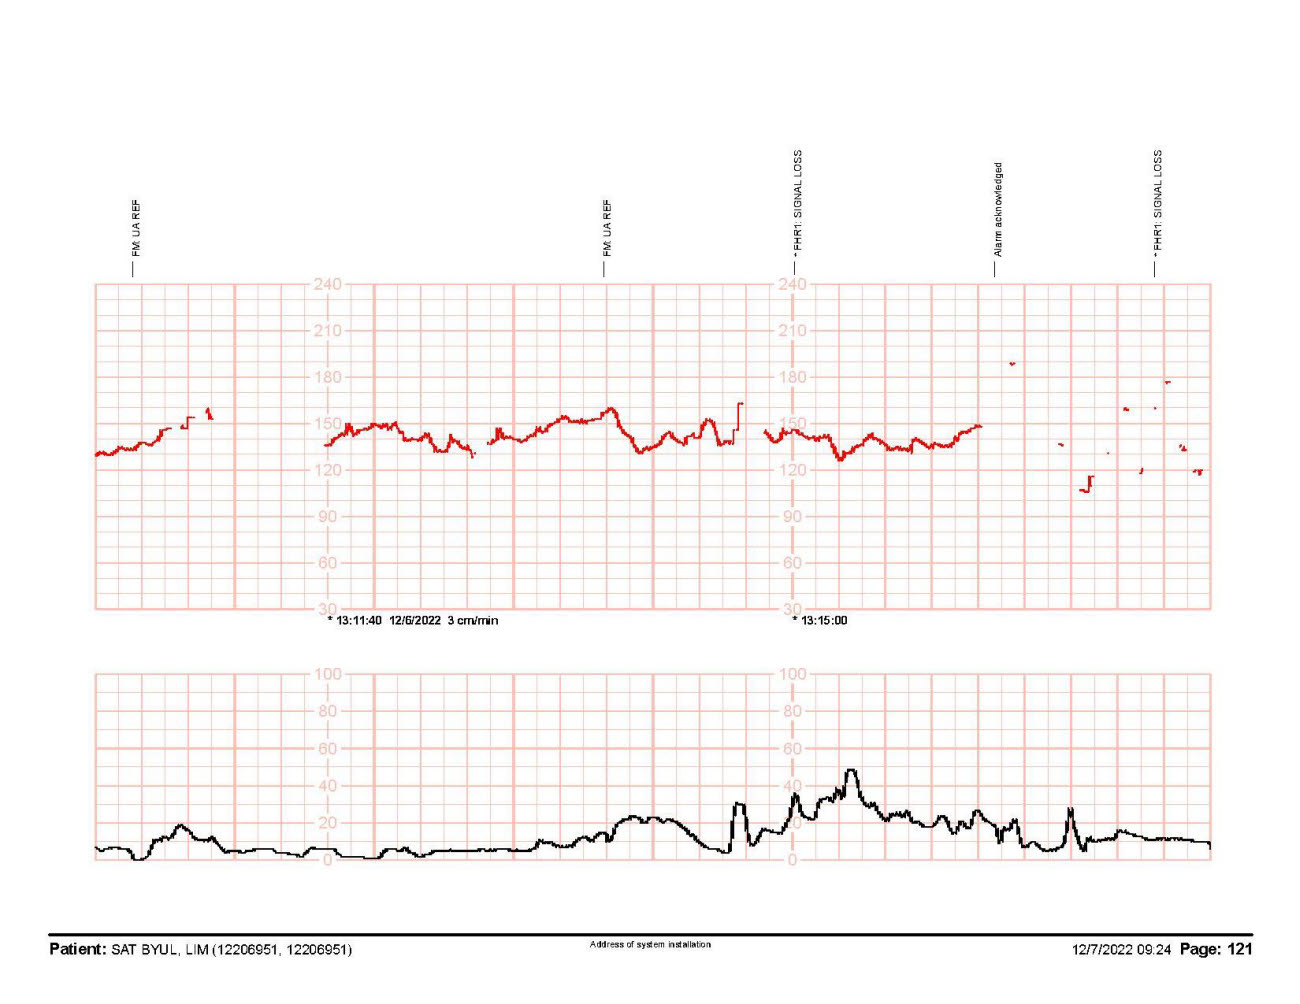 FM: UA REF
FM: UA REF
* FHR1: SIGNAL LOSS
Alarm acknowledged
* FHR1: SIGNAL LOSS
240 240
210 210
180 180
150 150
120 120
90 90
60 60
30 30
* 13:11:40 12/6/2022 3 cm/min * 13:15:00
100 100
80 80
60 60
40 40
20 20
0 0
Patient: SAT BYUL, LIM (12206951, 12206951) Address of system installation 12/7/2022 09:24 Page: 121